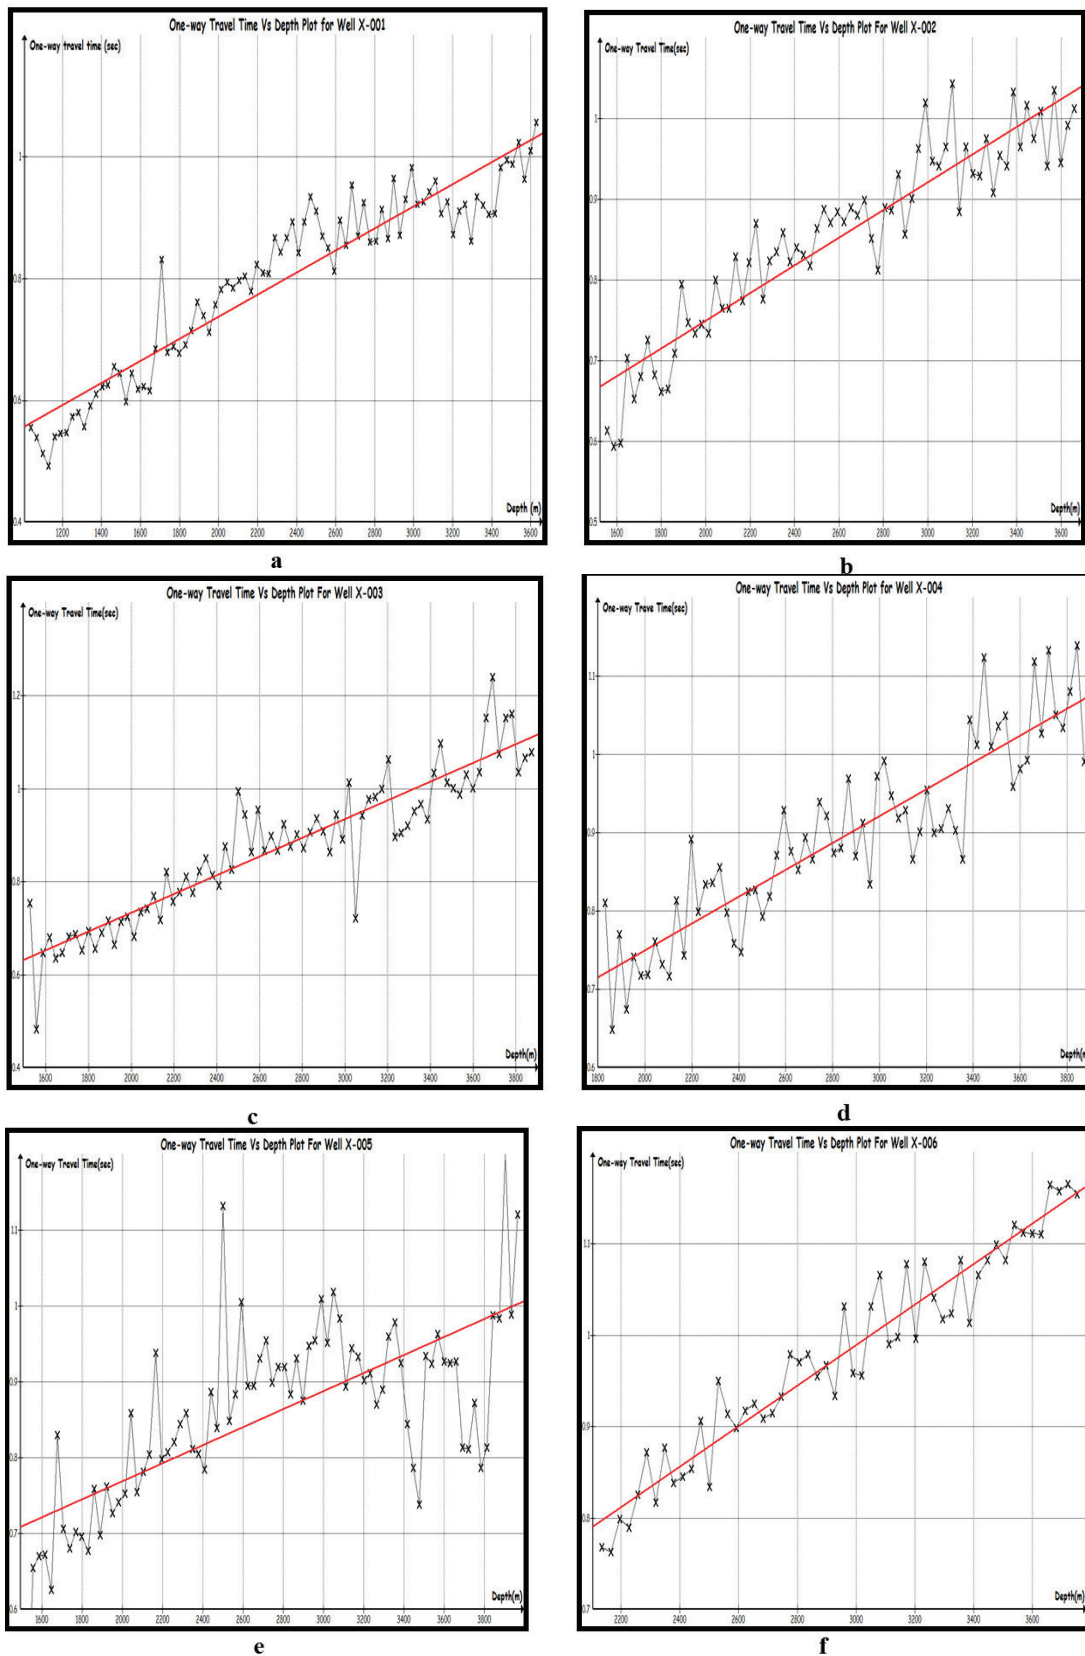 One-way Travel Time Vs Depth Plot for Well X-001
One-way travel time (sec)
1
0.8
0.6
0.4
Depth (m)
1200 1400 1600 1800 2000 2200 2400 2600 2800 3000 3200 3400 3600
a
One-way Travel Time Vs Depth Plot For Well X-002
One-way Travel Time(sec)
1
0.9
0.8
0.7
0.6
0.5
Depth(m)
1600 1800 2000 2200 2400 2600 2800 3000 3200 3400 3600
b
One-way Travel Time Vs Depth Plot For Well X-003
One-way Travel Time(sec)
1.2
1
0.8
0.6
0.4
Depth(m)
1600 1800 2000 2200 2400 2600 2800 3000 3200 3400 3600 3800
c
One-way Travel Time Vs Depth Plot for Well X-004
One-way Trave Time(sec)
1.1
1
0.9
0.8
0.7
0.6
Depth(m
1800 2000 2200 2400 2600 2800 3000 3200 3400 3600 3800
d
One-way Travel Time Vs Depth Plot For Well X-005
One-way Travel Time(sec)
1.1
1
0.9
0.8
0.7
0.6
Depth(m)
1600 1800 2000 2200 2400 2600 2800 3000 3200 3400 3600 3800
e
One-way Travel Time Vs Depth Plot For Well X-006
One-way Travel Time(sec)
1.1
1
0.9
0.8
0.7
Depth(m)
2200 2400 2600 2800 3000 3200 3400 3600
f